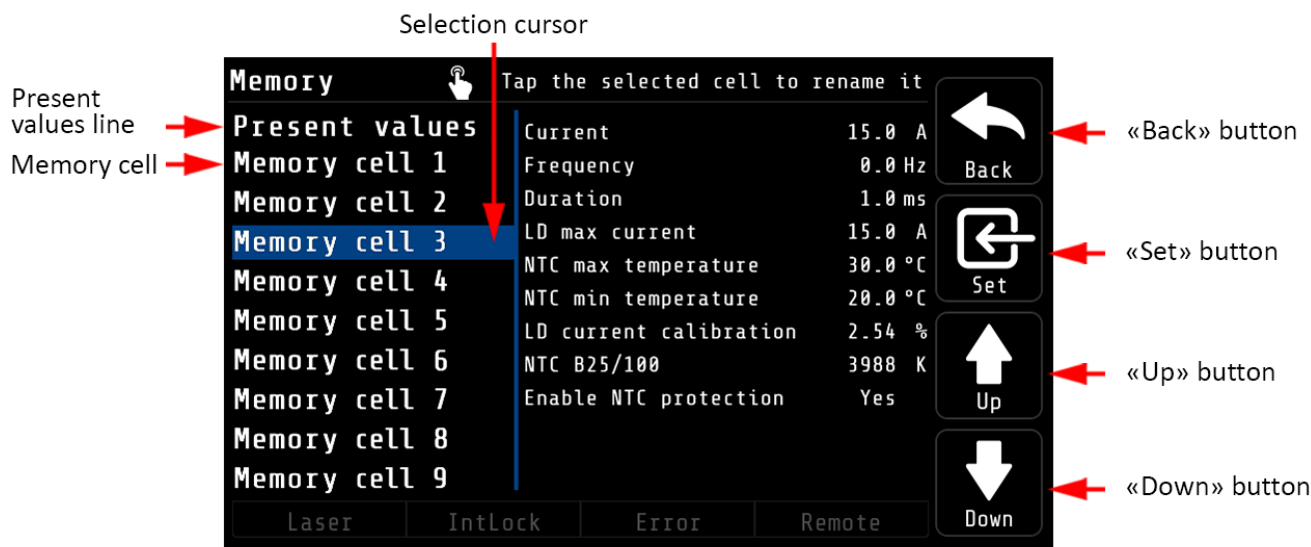 Selection cursor
Memory Tap the selected cell to rename it
Present
values line
Memory cell
Present values
Memory cell 1
Memory cell 2
Memory cell 3
Memory cell 4
Memory cell 5
Memory cell 6
Memory cell 7
Memory cell 8
Memory cell 9
Current 15.0 A
Frequency 0.0 Hz
Duration 1.0 ms
LD max current 15.0 A
NTC max temperature 30.0 °C
NTC min temperature 20.0 °C
LD current calibration 2.54 %
NTC B25/100 3988 K
Enable NTC protection Yes
Back
«Back» button
Set
«Set» button
Up
«Up» button
Down
«Down» button
Laser IntLock Error Remote